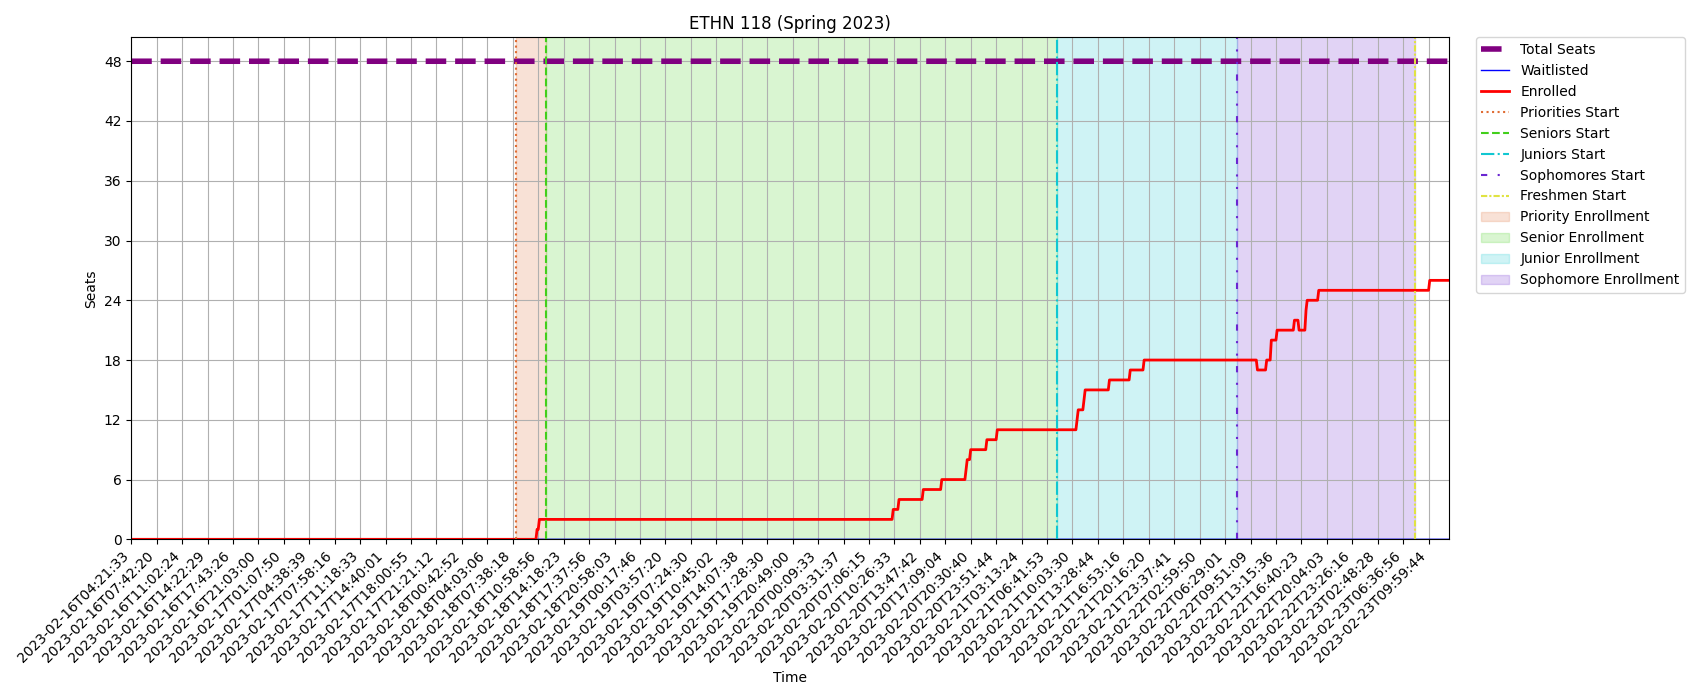 ETHN 118 (Spring 2023)
Seats
48
42
36
30
24
18
12
6
0
2023-02-16T04:21:33
2023-02-16T07:42:20
2023-02-16T11:02:24
2023-02-16T14:22:29
2023-02-16T17:43:26
2023-02-16T21:03:00
2023-02-17T01:07:50
2023-02-17T04:38:39
2023-02-17T07:58:16
2023-02-17T11:18:33
2023-02-17T14:40:01
2023-02-17T18:00:55
2023-02-17T21:21:12
2023-02-18T00:42:52
2023-02-18T04:03:06
2023-02-18T07:38:18
2023-02-18T10:58:56
2023-02-18T14:18:23
2023-02-18T17:37:56
2023-02-18T20:58:03
2023-02-19T00:17:46
2023-02-19T03:57:20
2023-02-19T07:24:30
2023-02-19T10:45:02
2023-02-19T14:07:38
2023-02-19T17:28:30
2023-02-19T20:49:00
2023-02-20T00:09:33
2023-02-20T03:31:37
2023-02-20T07:06:15
2023-02-20T10:26:33
2023-02-20T13:47:42
2023-02-20T17:09:04
2023-02-20T20:30:40
2023-02-20T23:51:44
2023-02-21T03:13:24
2023-02-21T06:41:53
2023-02-21T10:03:30
2023-02-21T13:28:44
2023-02-21T16:53:16
2023-02-21T20:16:20
2023-02-21T23:37:41
2023-02-22T02:59:50
2023-02-22T06:29:01
2023-02-22T09:51:09
2023-02-22T13:15:36
2023-02-22T16:40:23
2023-02-22T20:04:03
2023-02-22T23:26:16
2023-02-23T02:48:28
2023-02-23T06:36:56
2023-02-23T09:59:44
Time
Total Seats
Waitlisted
Enrolled
Priorities Start
Seniors Start
Juniors Start
Sophomores Start
Freshmen Start
Priority Enrollment
Senior Enrollment
Junior Enrollment
Sophomore Enrollment